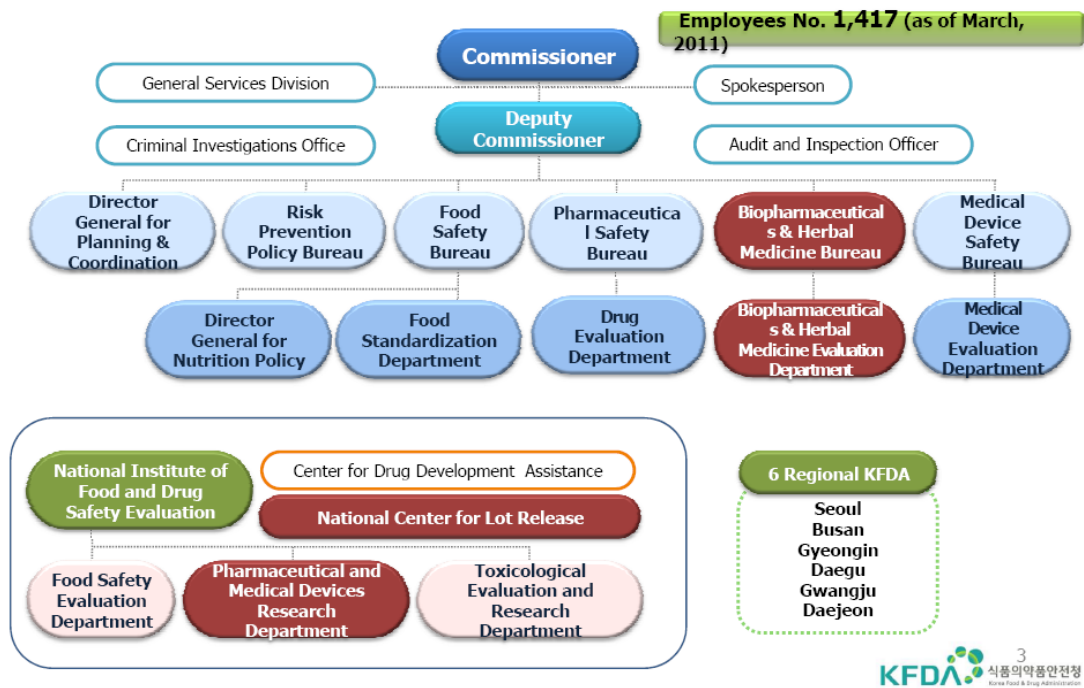 Employees No. 1,417 (as of March,
2011)
Commissioner
General Services Division
Spokesperson
Deputy
Commissioner
Criminal Investigations Office
Audit and Inspection Officer
Director
General for
Planning &
Coordination
Risk
Prevention
Policy Bureau
Food
Safety
Bureau
Pharmaceutica
l Safety
Bureau
Biopharmaceutical
s & Herbal
Medicine Bureau
Medical
Device
Safety
Bureau
Director
General for
Nutrition Policy
Food
Standardization
Department
Drug
Evaluation
Department
Biopharmaceutical
s & Herbal
Medicine Evaluation
Department
Medical
Device
Evaluation
Department
National Institute of
Food and Drug
Safety Evaluation
Center for Drug Development Assistance
National Center for Lot Release
Food Safety
Evaluation
Department
Pharmaceutical and
Medical Devices
Research
Department
Toxicological
Evaluation and
Research
Department
6 Regional KFDA
Seoul
Busan
Gyeongin
Daegu
Gwangju
Daejeon
3
KFDA 식품의약품안전청
Korea Food & Drug Administration